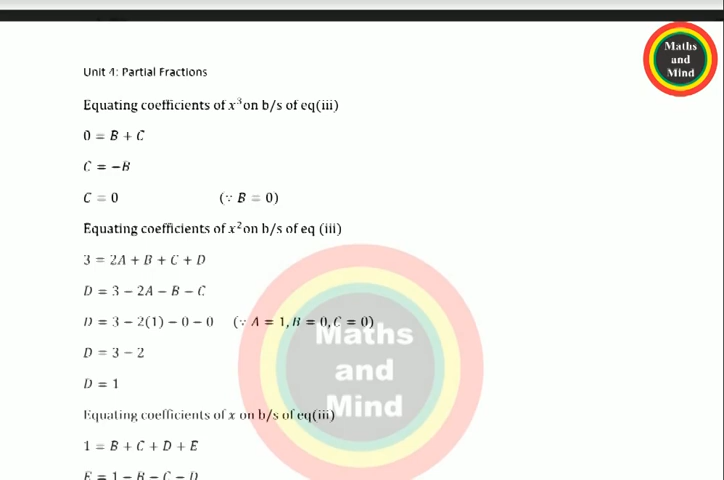 Maths
and
Mind
Unit 4: Partial Fractions
Equating coefficients of x³ on b/s of eq(iii)
0 = B + C
C = −B
C = 0 (∵ B = 0)
Equating coefficients of x² on b/s of eq (iii)
3 = 2A + B + C + D
D = 3 − 2A − B − C
D = 3 − 2(1) − 0 − 0 (∵ A = 1, B = 0, C = 0)
D = 3 − 2
D = 1
Maths
and
Mind
Equating coefficients of x on b/s of eq(iii)
1 = B + C + D + E
E = 1 − B − C − D